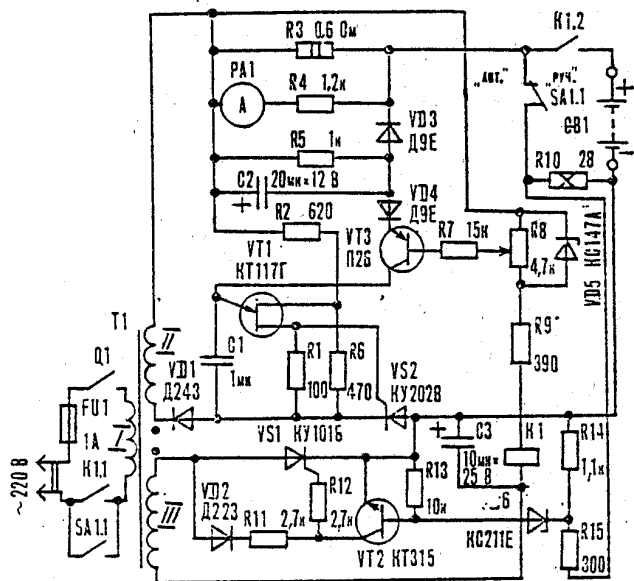 R3 0,6 Ом
К1.2
PA1
R4 1,2к
А
"АВТ." "РУЧ."
SA1.1
GB1
+
−
VD3
Д9Е
R5 1к
C2 20мк×12 В
+
R10 28
R2 620
VD4
Д9Е
VT3
П26
R7 15к
R8
4,7к
КС147А
VD5
VT1
КТ117Г
T1
II
Q1
C1
1мк
R1
100
R6
470
VS2
КУ202В
R9
390
VD1
Д243
FU1
1А
I
~220 В
К1.1
SA1.1
VS1 КУ101Б
+
C3
10мк×
25 В
К1
R14
1,1к
III
VD2
Д223
R11 2,7к
R12
2,7к
R13
10к
VT2 КТ315
КС211Е
R15
300